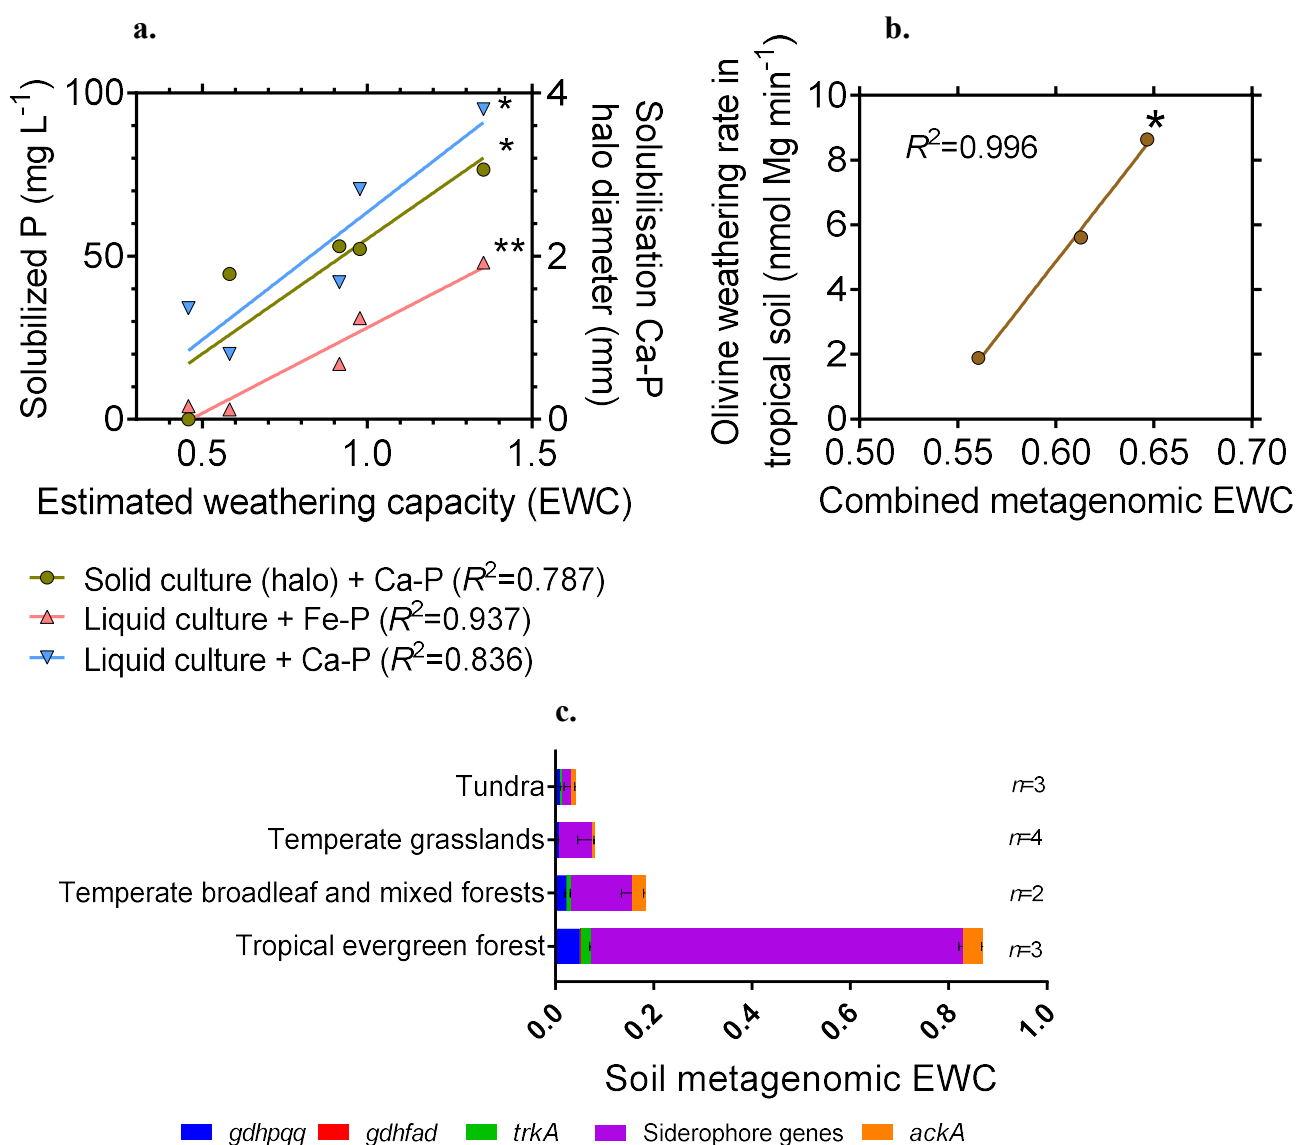 a.
Solubilized P (mg L⁻¹)
100
50
0
4
2
0
Solubilisation Ca-P
halo diameter (mm)
*
*
**
0.5 1.0 1.5
Estimated weathering capacity (EWC)
Solid culture (halo) + Ca-P (R²=0.787)
Liquid culture + Fe-P (R²=0.937)
Liquid culture + Ca-P (R²=0.836)
b.
Olivine weathering rate in
tropical soil (nmol Mg min⁻¹)
10
8
6
4
2
0
R²=0.996
*
0.50 0.55 0.60 0.65 0.70
Combined metagenomic EWC
c.
Tundra n=3
Temperate grasslands n=4
Temperate broadleaf and mixed forests n=2
Tropical evergreen forest n=3
0.0 0.2 0.4 0.6 0.8 1.0
Soil metagenomic EWC
gdhpqq gdhfad trkA Siderophore genes ackA